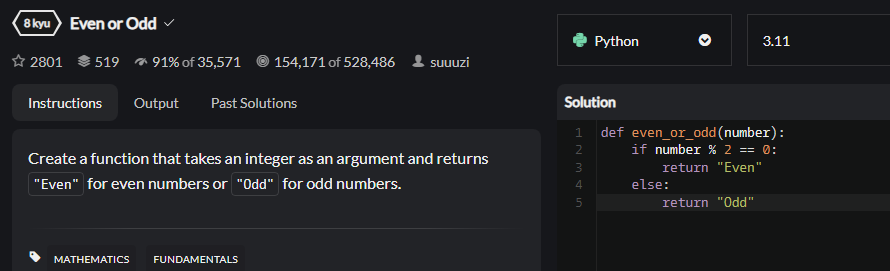 8 kyu Even or Odd
2801 519 91% of 35,571 154,171 of 528,486 suuuzi
Instructions Output Past Solutions
Create a function that takes an integer as an argument and returns
"Even" for even numbers or "Odd" for odd numbers.
MATHEMATICS FUNDAMENTALS
Python 3.11
Solution
1 def even_or_odd(number):
2     if number % 2 == 0:
3         return "Even"
4     else:
5         return "Odd"